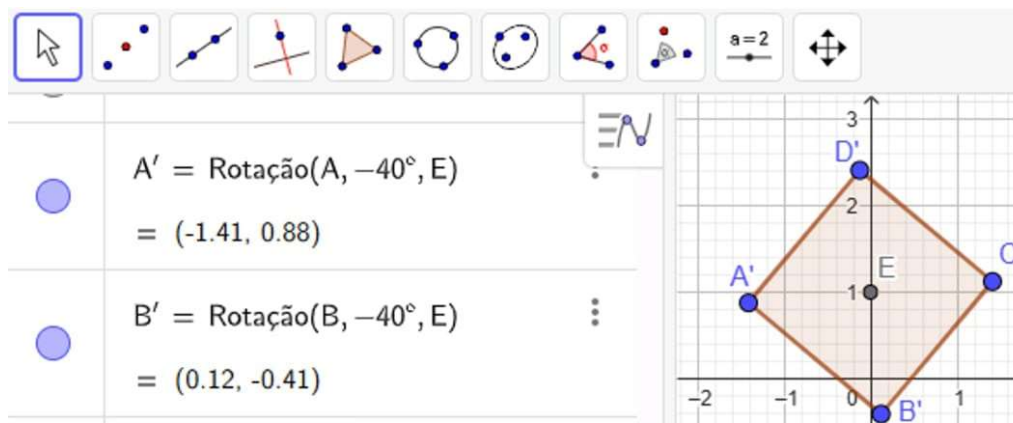 a=2
A′ = Rotação(A, −40°, E)
= (-1.41, 0.88)
B′ = Rotação(B, −40°, E)
= (0.12, -0.41)
3
D'
2
E
A'
1
C
−2
−1
0
1
B'